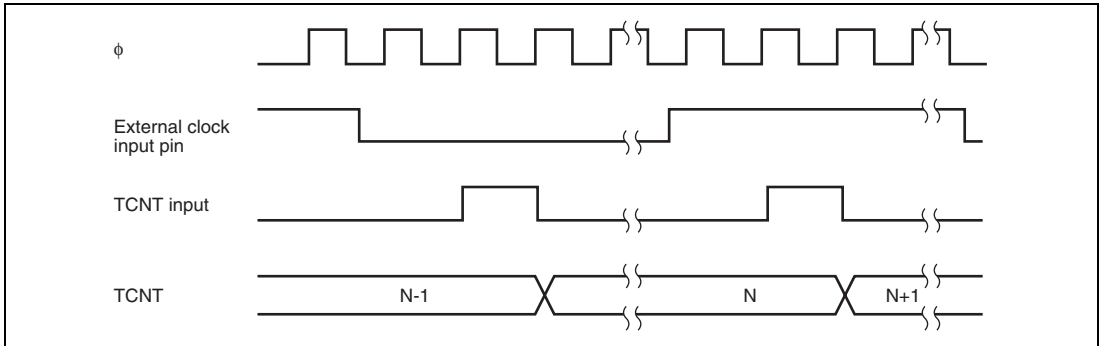 φ
External clock
input pin
TCNT input
TCNT
N-1
N
N+1